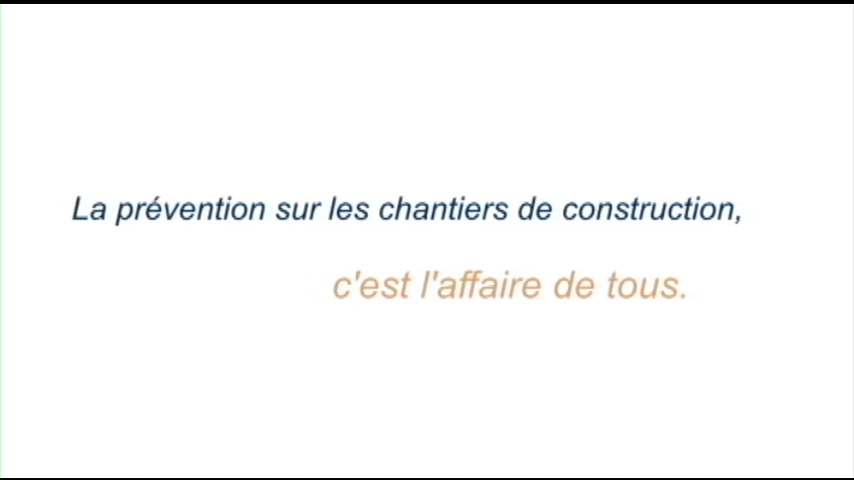 La prévention sur les chantiers de construction,
c'est l'affaire de tous.